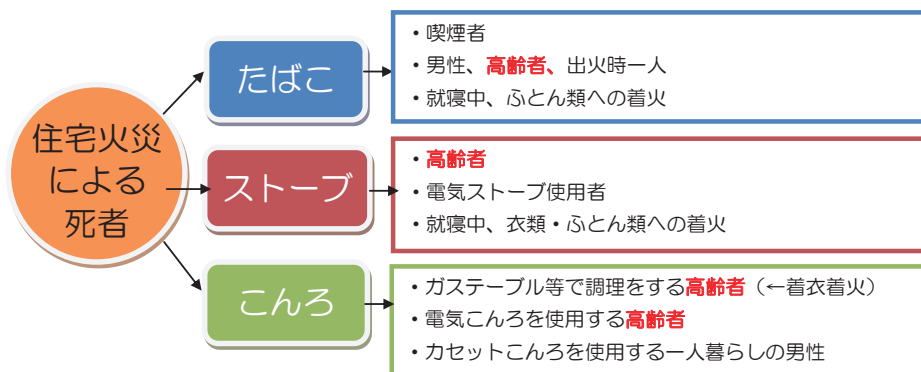 住宅火災
による
死者
たばこ
・喫煙者
・男性、高齢者、出火時一人
・就寝中、ふとん類への着火
ストーブ
・高齢者
・電気ストーブ使用者
・就寝中、衣類・ふとん類への着火
こんろ
・ガステーブル等で調理をする高齢者（←着衣着火）
・電気こんろを使用する高齢者
・カセットこんろを使用する一人暮らしの男性